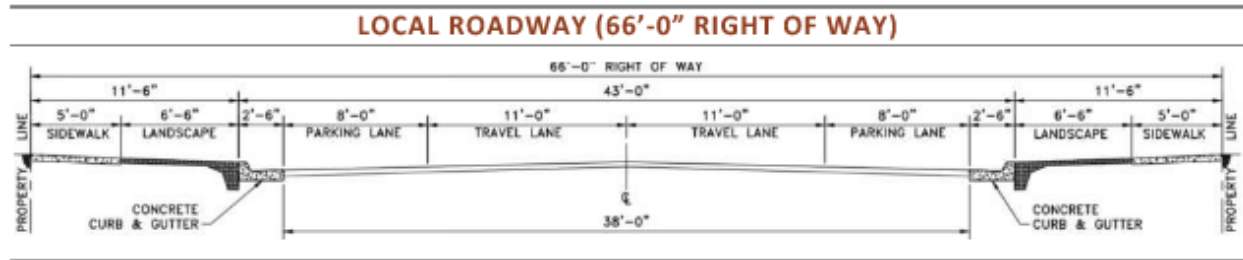 LOCAL ROADWAY (66’-0” RIGHT OF WAY)
66'-0" RIGHT OF WAY
11'-6" 43'-0" 11'-6"
5'-0" 6'-6" 2'-6" 8'-0" 11'-0" 11'-0" 8'-0" 2'-6" 6'-6" 5'-0"
SIDEWALK LANDSCAPE PARKING LANE TRAVEL LANE TRAVEL LANE PARKING LANE LANDSCAPE SIDEWALK
PROPERTY LINE
PROPERTY LINE
℄
CONCRETE
CURB & GUTTER
38'-0"
CONCRETE
CURB & GUTTER